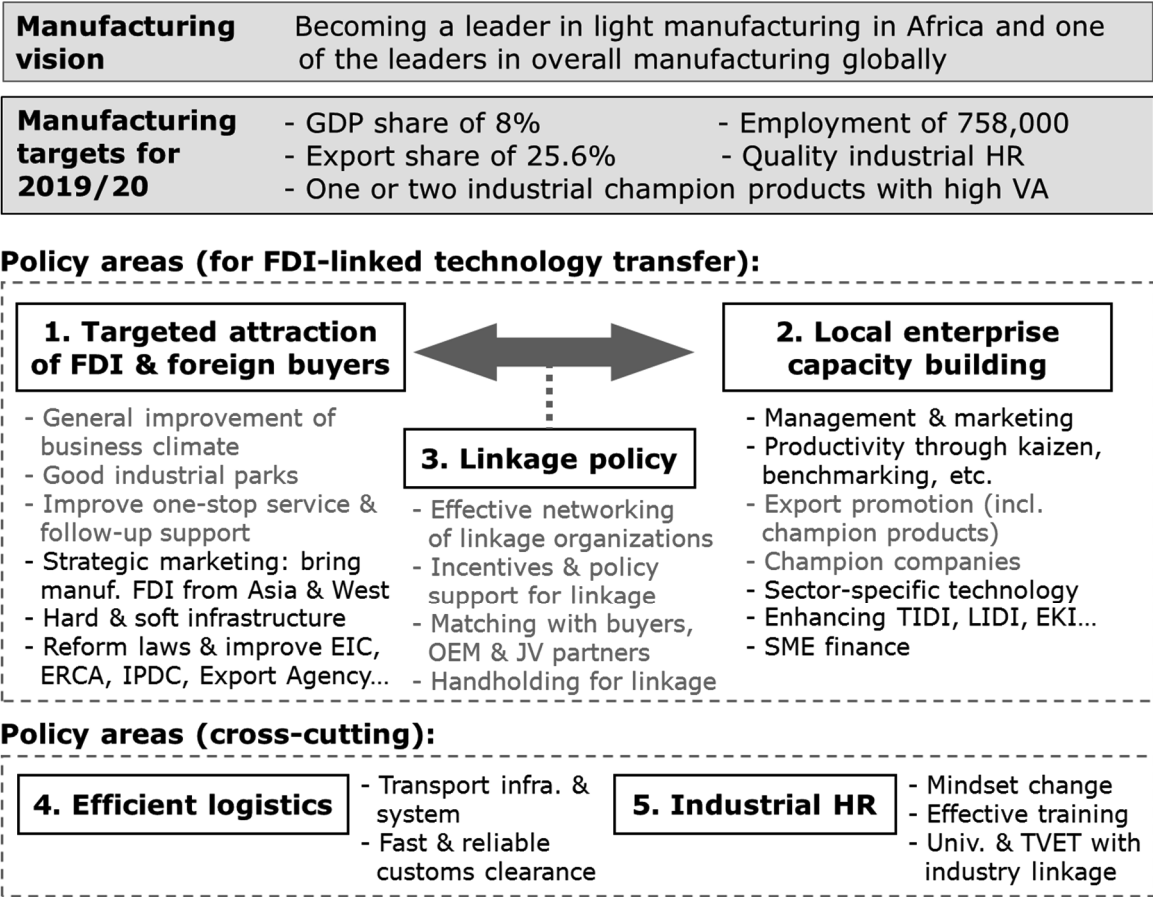 Manufacturing
vision
Becoming a leader in light manufacturing in Africa and one
of the leaders in overall manufacturing globally
Manufacturing
targets for
2019/20
- GDP share of 8%
- Employment of 758,000
- Export share of 25.6%
- Quality industrial HR
- One or two industrial champion products with high VA
Policy areas (for FDI-linked technology transfer):
1. Targeted attraction
of FDI & foreign buyers
- General improvement of
business climate
- Good industrial parks
- Improve one-stop service &
follow-up support
- Strategic marketing: bring
manuf. FDI from Asia & West
- Hard & soft infrastructure
- Reform laws & improve EIC,
ERCA, IPDC, Export Agency...
3. Linkage policy
- Effective networking
of linkage organizations
- Incentives & policy
support for linkage
- Matching with buyers,
OEM & JV partners
- Handholding for linkage
2. Local enterprise
capacity building
- Management & marketing
- Productivity through kaizen,
benchmarking, etc.
- Export promotion (incl.
champion products)
- Champion companies
- Sector-specific technology
- Enhancing TIDI, LIDI, EKI...
- SME finance
Policy areas (cross-cutting):
4. Efficient logistics
- Transport infra. &
system
- Fast & reliable
customs clearance
5. Industrial HR
- Mindset change
- Effective training
- Univ. & TVET with
industry linkage